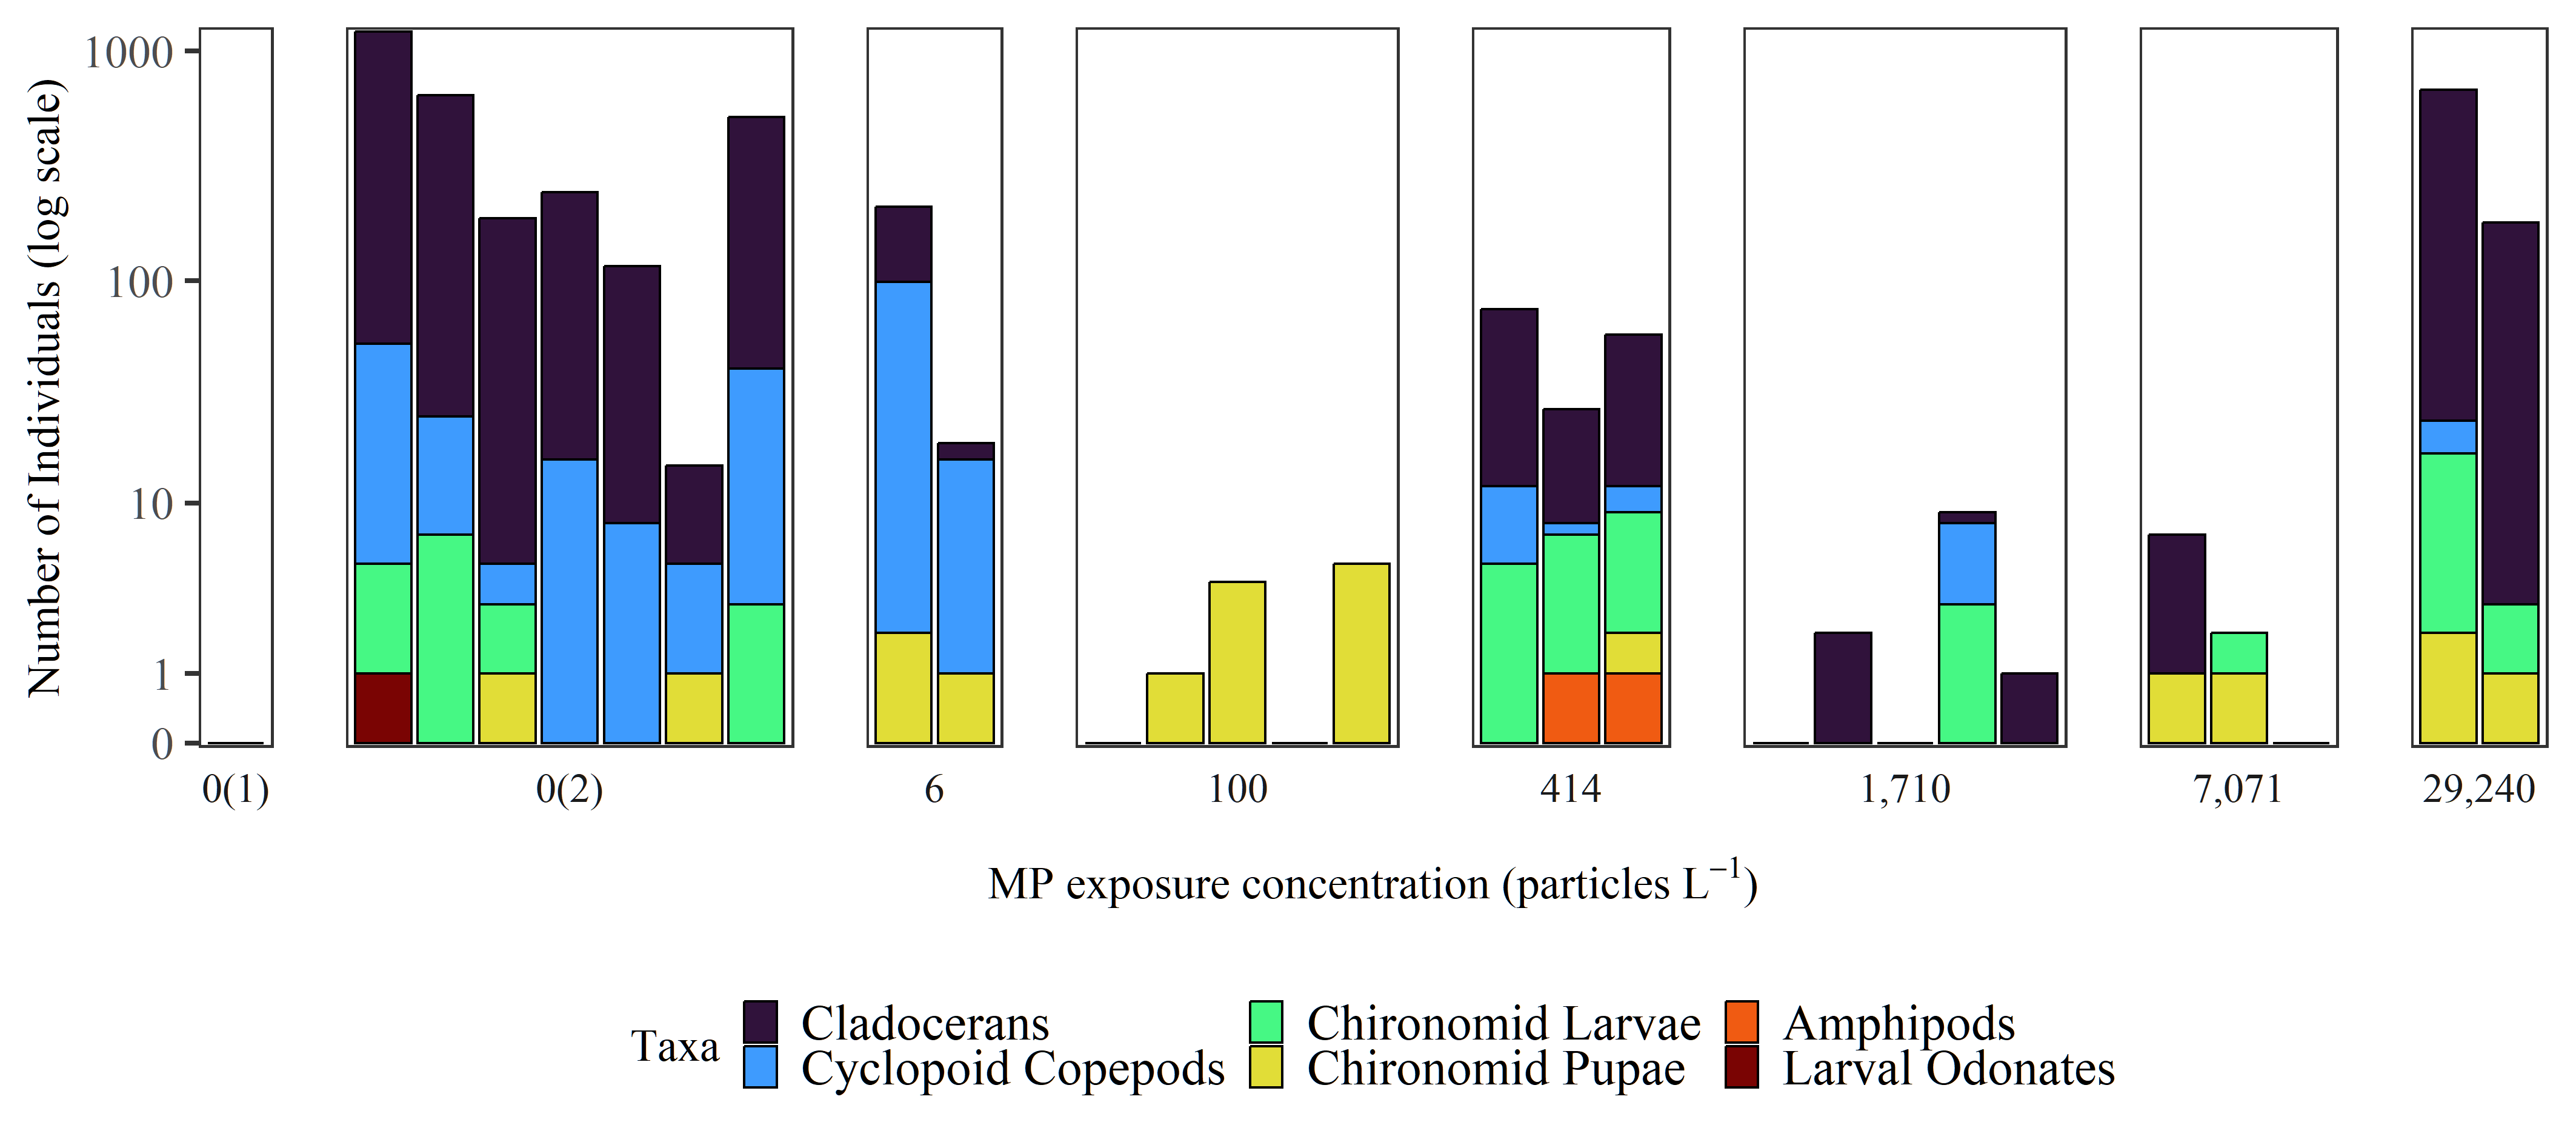 Number of Individuals (log scale)
1000
100
10
1
0
0(1)
0(2)
6
100
414
1,710
7,071
29,240
MP exposure concentration (particles L⁻¹)
Taxa
Cladocerans
Cyclopoid Copepods
Chironomid Larvae
Chironomid Pupae
Amphipods
Larval Odonates